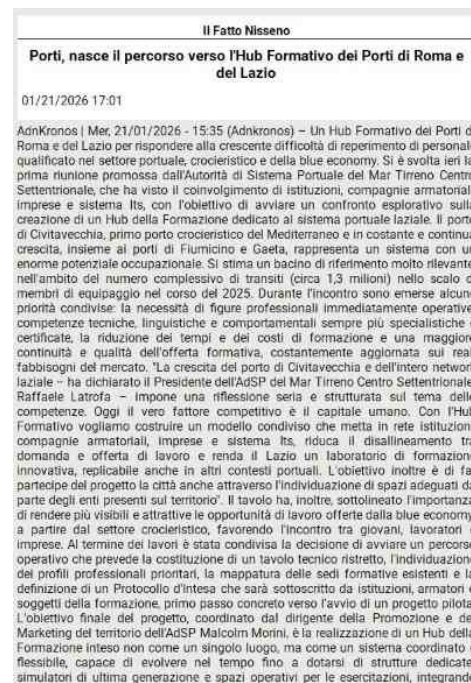 Il Fatto Nisseno
Porti, nasce il percorso verso l'Hub Formativo dei Porti di Roma e
del Lazio
01/21/2026 17:01
AdnKronos | Mer, 21/01/2026 - 15:35 (Adnkronos) – Un Hub Formativo dei Porti d
Roma e del Lazio per rispondere alla crescente difficoltà di reperimento di personale
qualificato nel settore portuale, crocieristico e della blue economy. Si è svolta ieri la
prima riunione promossa dall'Autorità di Sistema Portuale del Mar Tirreno Centro
Settentrionale, che ha visto il coinvolgimento di istituzioni, compagnie armatorial
imprese e sistema Its, con l'obiettivo di avviare un confronto esplorativo sulla
creazione di un Hub della Formazione dedicato al sistema portuale laziale. Il porto
di Civitavecchia, primo porto crocieristico del Mediterraneo e in costante e continua
crescita, insieme ai porti di Fiumicino e Gaeta, rappresenta un sistema con un
enorme potenziale occupazionale. Si stima un bacino di riferimento molto rilevante
nell'ambito del numero complessivo di transiti (circa 1,3 milioni) nello scalo d
membri di equipaggio nel corso del 2025. Durante l'incontro sono emerse alcun
priorità condivise: la necessità di figure professionali immediatamente operative
competenze tecniche, linguistiche e comportamentali sempre più specialistiche
certificate, la riduzione dei tempi e dei costi di formazione e una maggiore
continuità e qualità dell'offerta formativa, costantemente aggiornata sui real
fabbisogni del mercato. "La crescita del porto di Civitavecchia e dell'intero network
laziale – ha dichiarato il Presidente dell'AdSP del Mar Tirreno Centro Settentrionale
Raffaele Latrofa – impone una riflessione seria e strutturata sul tema delle
competenze. Oggi il vero fattore competitivo è il capitale umano. Con l'Hub
Formativo vogliamo costruire un modello condiviso che metta in rete istituzioni
compagnie armatoriali, imprese e sistema Its, riduca il disallineamento tra
domanda e offerta di lavoro e renda il Lazio un laboratorio di formazione
innovativa, replicabile anche in altri contesti portuali. L'obiettivo inoltre è di fa
partecipe del progetto la città anche attraverso l'individuazione di spazi adeguati da
parte degli enti presenti sul territorio". Il tavolo ha, inoltre, sottolineato l'importanza
di rendere più visibili e attrattive le opportunità di lavoro offerte dalla blue economy
a partire dal settore crocieristico, favorendo l'incontro tra giovani, lavoratori
imprese. Al termine dei lavori è stata condivisa la decisione di avviare un percorso
operativo che prevede la costituzione di un tavolo tecnico ristretto, l'individuazione
dei profili professionali prioritari, la mappatura delle sedi formative esistenti e la
definizione di un Protocollo d'Intesa che sarà sottoscritto da istituzioni, armatori e
soggetti della formazione, primo passo concreto verso l'avvio di un progetto pilota
L'obiettivo finale del progetto, coordinato dal dirigente della Promozione e del
Marketing del territorio dell'AdSP Malcolm Morini, è la realizzazione di un Hub della
Formazione inteso non come un singolo luogo, ma come un sistema coordinato
flessibile, capace di evolvere nel tempo fino a dotarsi di strutture dedicate
simulatori di ultima generazione e spazi operativi per le esercitazioni, integrando